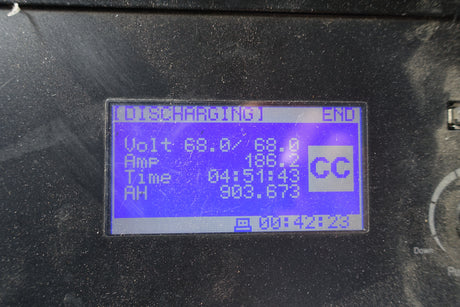 [DISCHARGING] END
Volt 68.0/ 68.0
Amp 186.2
Time 04:51:43
AH 903.673
CC
00:42:23
Down